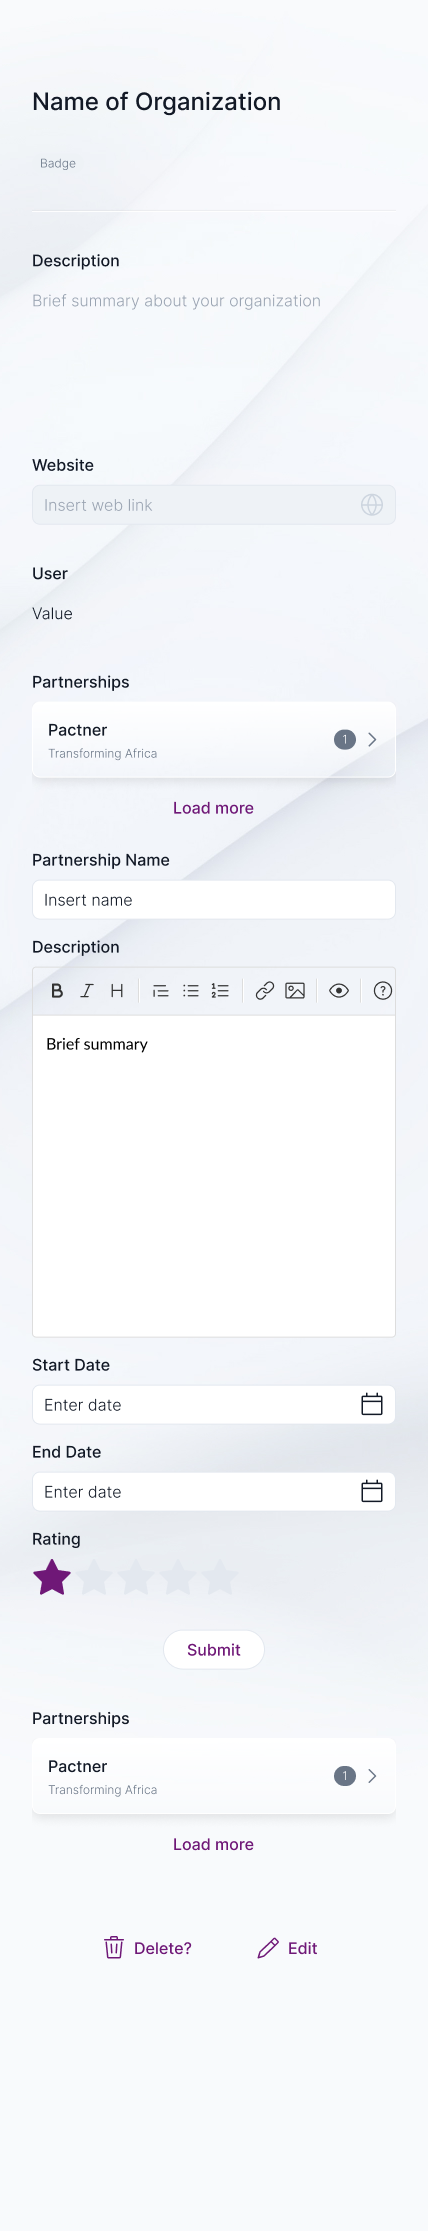 Name of Organization
Badge
Description
Brief summary about your organization
Website
Insert web link
User
Value
Partnerships
Pactner
Transforming Africa
1
Load more
Partnership Name
Insert name
Description
B I H
Brief summary
Start Date
Enter date
End Date
Enter date
Rating
Submit
Partnerships
Pactner
Transforming Africa
1
Load more
Delete? Edit